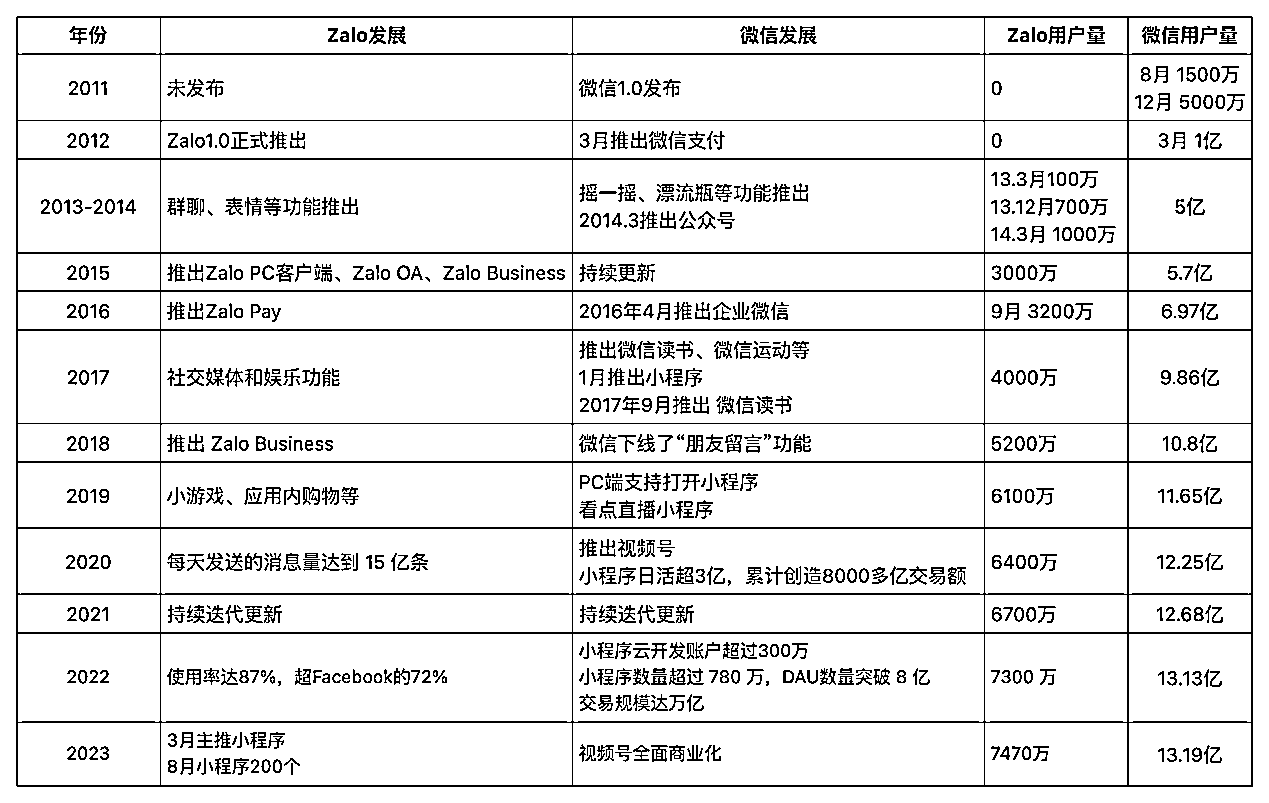 年份 Zalo发展 微信发展 Zalo用户量 微信用户量
2011 未发布 微信1.0发布 0 8月 1500万
12月 5000万
2012 Zalo1.0正式推出 3月推出微信支付 0 3月 1亿
2013-2014 群聊、表情等功能推出 摇一摇、漂流瓶等功能推出
2014.3推出公众号 13.3月100万
13.12月700万
14.3月 1000万 5亿
2015 推出Zalo PC客户端、Zalo OA、Zalo Business 持续更新 3000万 5.7亿
2016 推出Zalo Pay 2016年4月推出企业微信 9月 3200万 6.97亿
2017 社交媒体和娱乐功能 推出微信读书、微信运动等
1月推出小程序
2017年9月推出 微信读书 4000万 9.86亿
2018 推出 Zalo Business 微信下线了“朋友留言”功能 5200万 10.8亿
2019 小游戏、应用内购物等 PC端支持打开小程序
看点直播小程序 6100万 11.65亿
2020 每天发送的消息量达到 15 亿条 推出视频号
小程序日活超3亿，累计创造8000多亿交易额 6400万 12.25亿
2021 持续迭代更新 持续迭代更新 6700万 12.68亿
2022 使用率达87%，超Facebook的72% 小程序云开发账户超过300万
小程序数量超过 780 万，DAU数量突破 8 亿
交易规模达万亿 7300 万 13.13亿
2023 3月主推小程序
8月小程序200个 视频号全面商业化 7470万 13.19亿